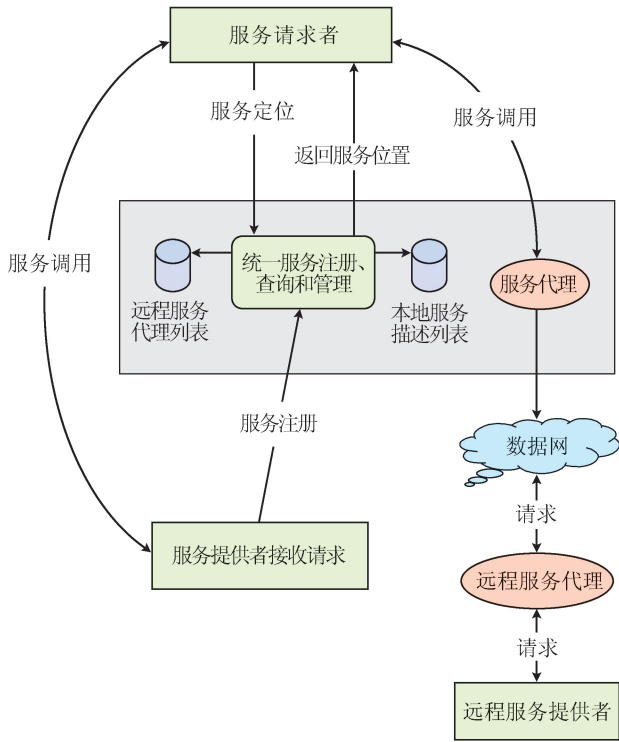 服务请求者
服务定位
服务调用
返回服务位置
服务调用
统一服务注册、
查询和管理
服务代理
远程服务
代理列表
本地服务
描述列表
服务注册
数据网
请求
服务提供者接收请求
远程服务代理
请求
远程服务提供者